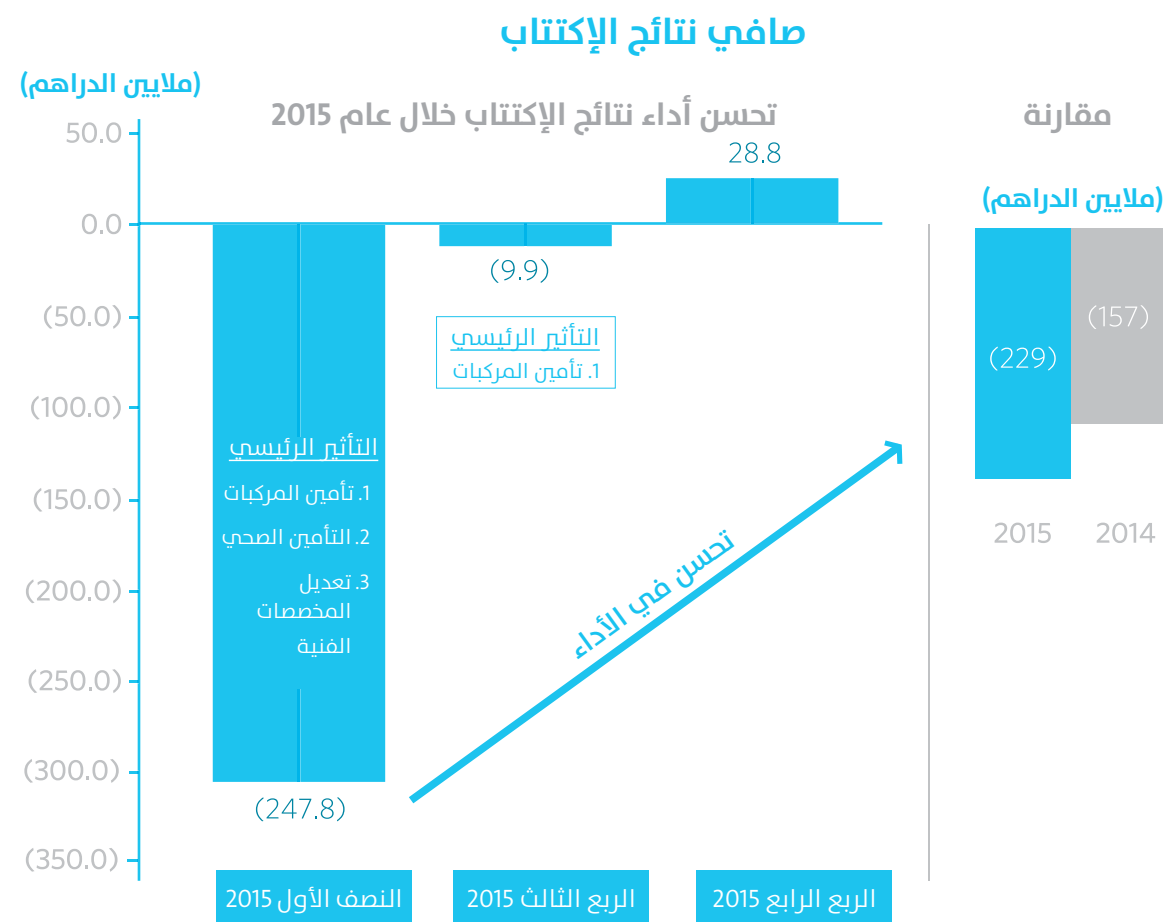 صافي نتائج الإكتتاب
(ملايين الدراهم)
تحسن أداء نتائج الإكتتاب خلال عام 2015
مقارنة
50.0
0.0
(50.0)
(100.0)
(150.0)
(200.0)
(250.0)
(300.0)
(350.0)
28.8
(9.9)
التأثير الرئيسي
1. تأمين المركبات
التأثير الرئيسي
1. تأمين المركبات
2. التأمين الصحي
3. تعديل
المخصصات
الفنية
(247.8)
تحسن في الأداء
النصف الأول 2015
الربع الثالث 2015
الربع الرابع 2015
(ملايين الدراهم)
(157)
(229)
2015
2014